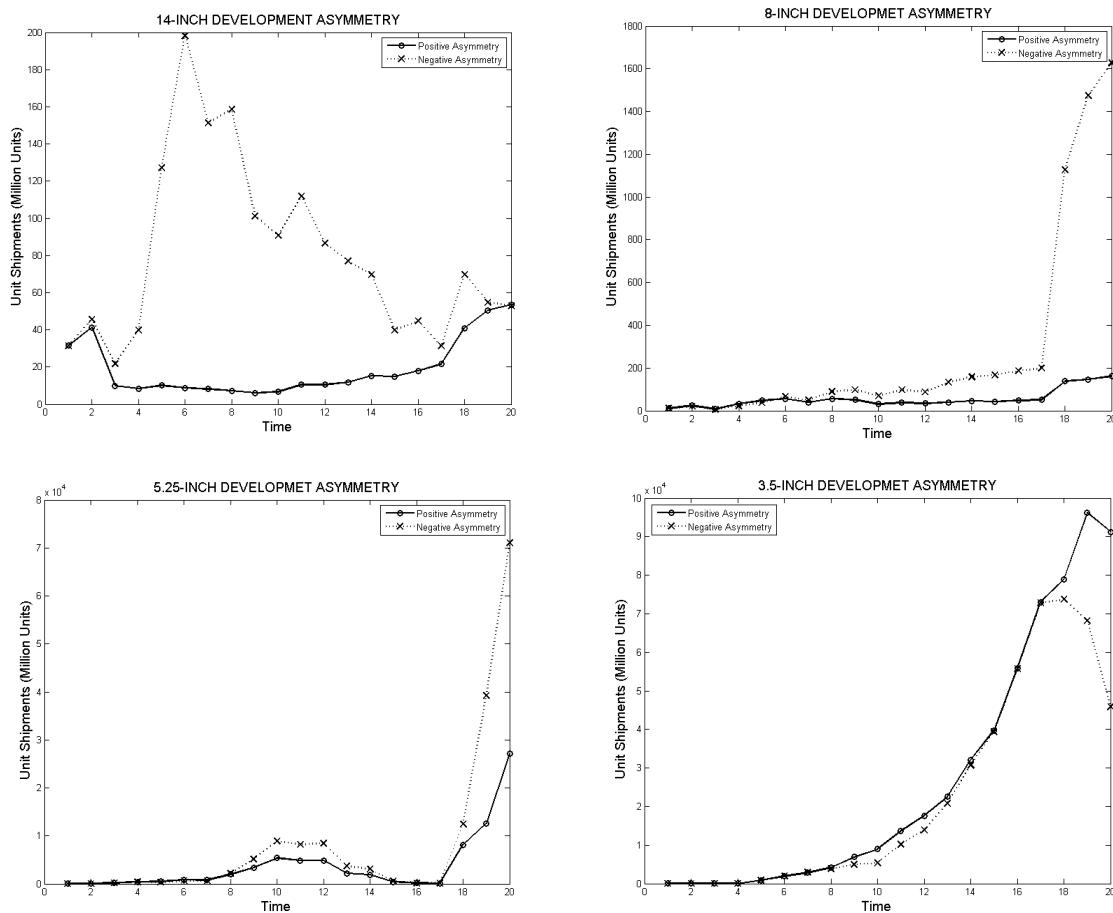 14-INCH DEVELOPMENT ASYMMETRY
Positive Asymmetry
Negative Asymmetry
Unit Shipments (Million Units)
200
180
160
140
120
100
80
60
40
20
0
0 2 4 6 8 10 12 14 16 18 20
Time
8-INCH DEVELOPMET ASYMMETRY
Positive Asymmetry
Negative Asymmetry
Unit Shipments (Million Units)
1800
1600
1400
1200
1000
800
600
400
200
0
0 2 4 6 8 10 12 14 16 18 20
Time
5.25-INCH DEVELOPMET ASYMMETRY
x 10^4
Positive Asymmetry
Negative Asymmetry
Unit Shipments (Million Units)
8
7
6
5
4
3
2
1
0
0 2 4 6 8 10 12 14 16 18 20
Time
3.5-INCH DEVELOPMET ASYMMETRY
x 10^4
Positive Asymmetry
Negative Asymmetry
Unit Shipments (Million Units)
10
9
8
7
6
5
4
3
2
1
0
0 2 4 6 8 10 12 14 16 18 20
Time